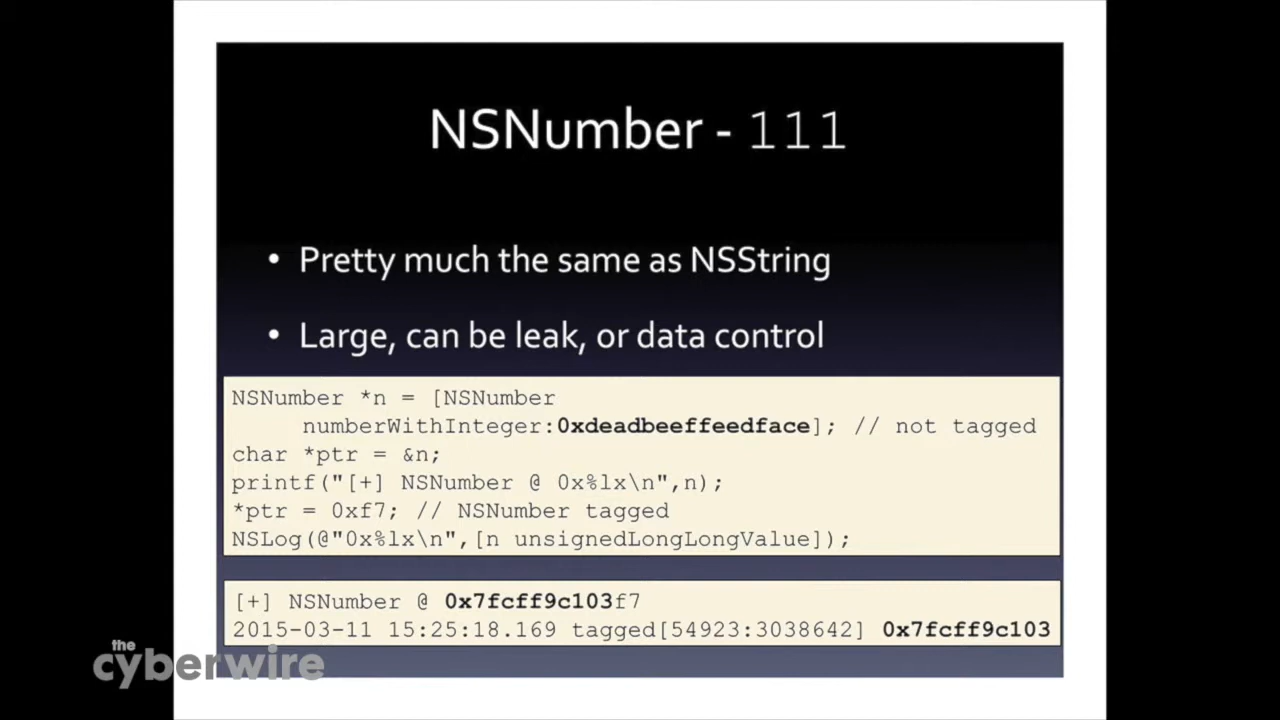 NSNumber - 111
• Pretty much the same as NSString
• Large, can be leak, or data control
NSNumber *n = [NSNumber
numberWithInteger:0xdeadbeeffeedface]; // not tagged
char *ptr = &n;
printf("[+] NSNumber @ 0x%lx\n",n);
*ptr = 0xf7; // NSNumber tagged
NSLog(@"0x%lx\n",[n unsignedLongLongValue]);
[+] NSNumber @ 0x7fcff9c103f7
2015-03-11 15:25:18.169 tagged[54923:3038642] 0x7fcff9c103
the
cyberwire